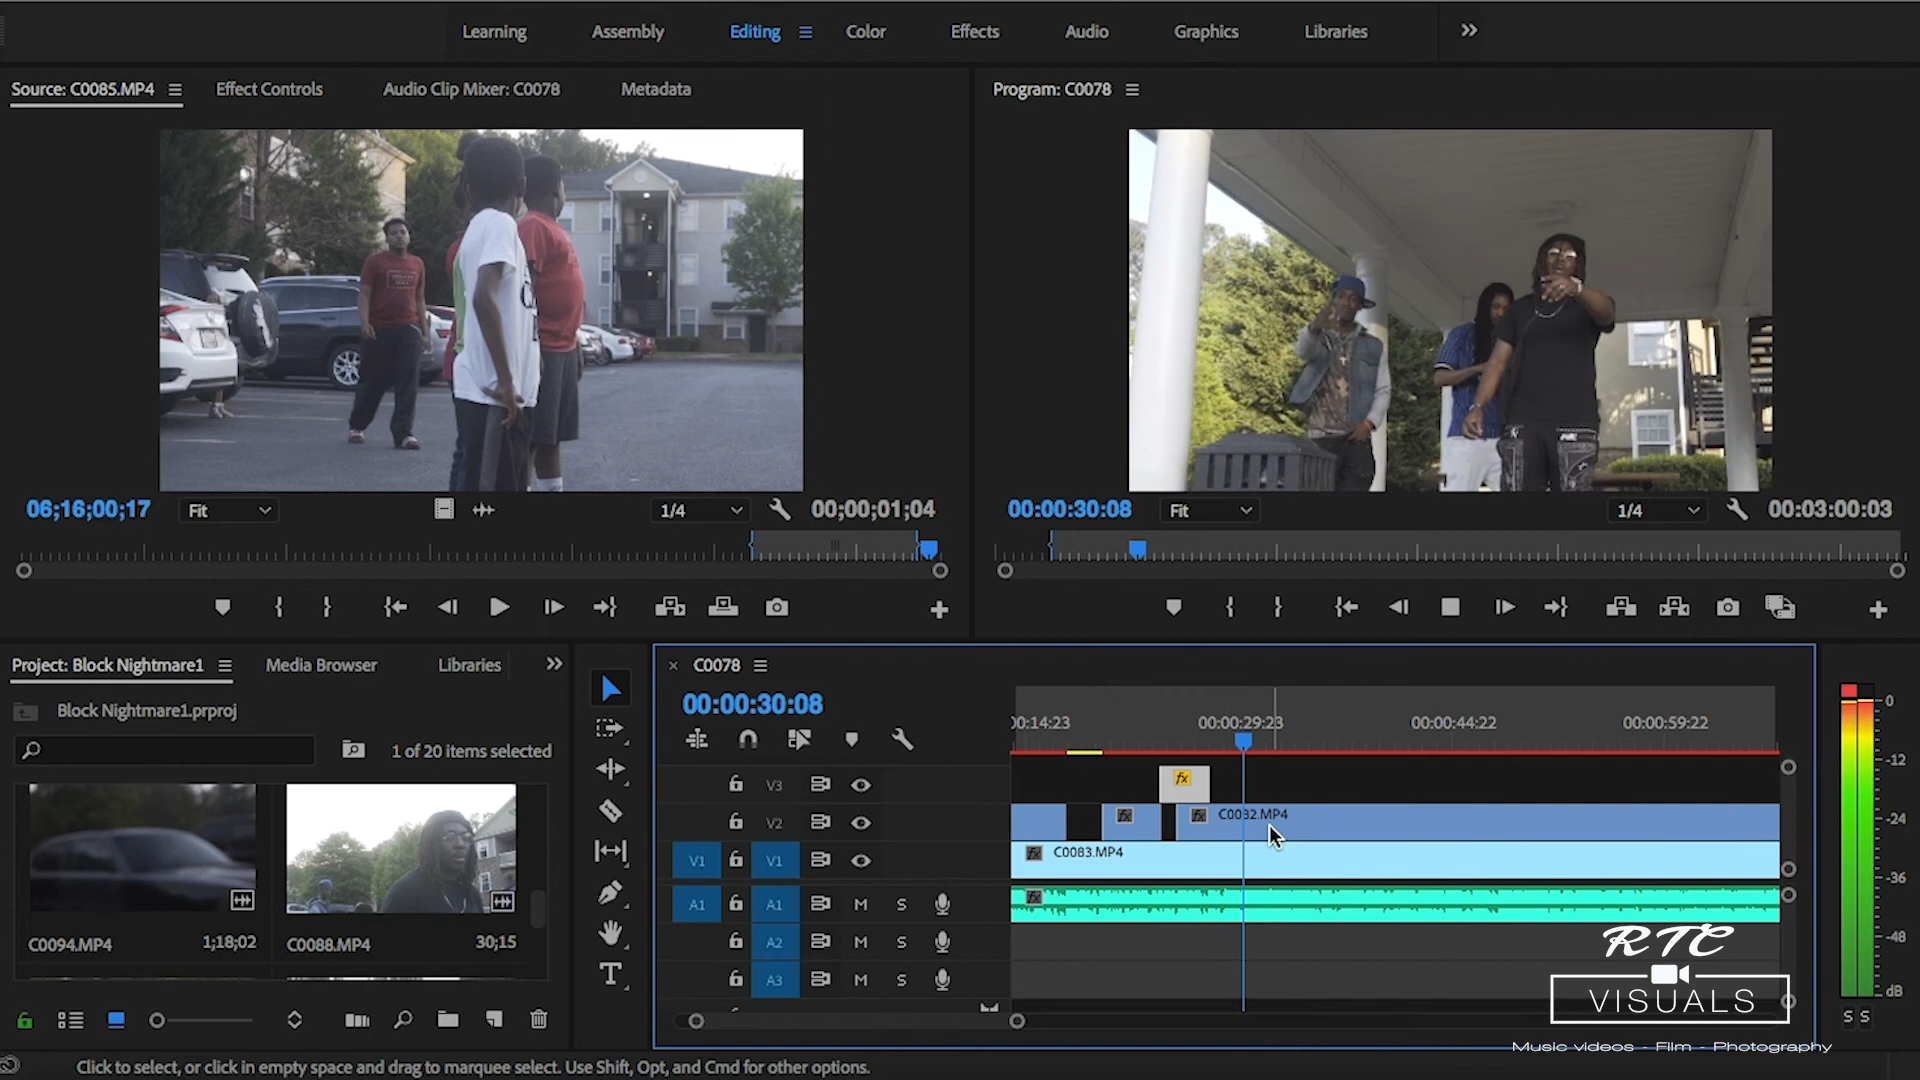 Learning Assembly Editing Color Effects Audio Graphics Libraries
Source: C0085.MP4 Effect Controls Audio Clip Mixer: C0078 Metadata
Program: C0078
06;16;00;17 Fit 1/4 00;00;01;04
00:00:30:08 Fit 1/4 00:03:00:03
Project: Block Nightmare1 Media Browser Libraries
Block Nightmare1.prproj
1 of 20 items selected
C0094.MP4 1;18;02
C0088.MP4 30;15
C0078
00:00:30:08
00:14:23 00:00:29:23 00:00:44:22 00:00:59:22
V3 fx
V2 fx fx C0032.MP4
V1 V1 fx C0083.MP4
A1 A1 M S fx
A2 M S
A3 M S
0
-12
-24
-36
-48
dB
S S
RTC
VISUALS
Music videos - Film - Photography
Click to select, or click in empty space and drag to marquee select. Use Shift, Opt, and Cmd for other options.